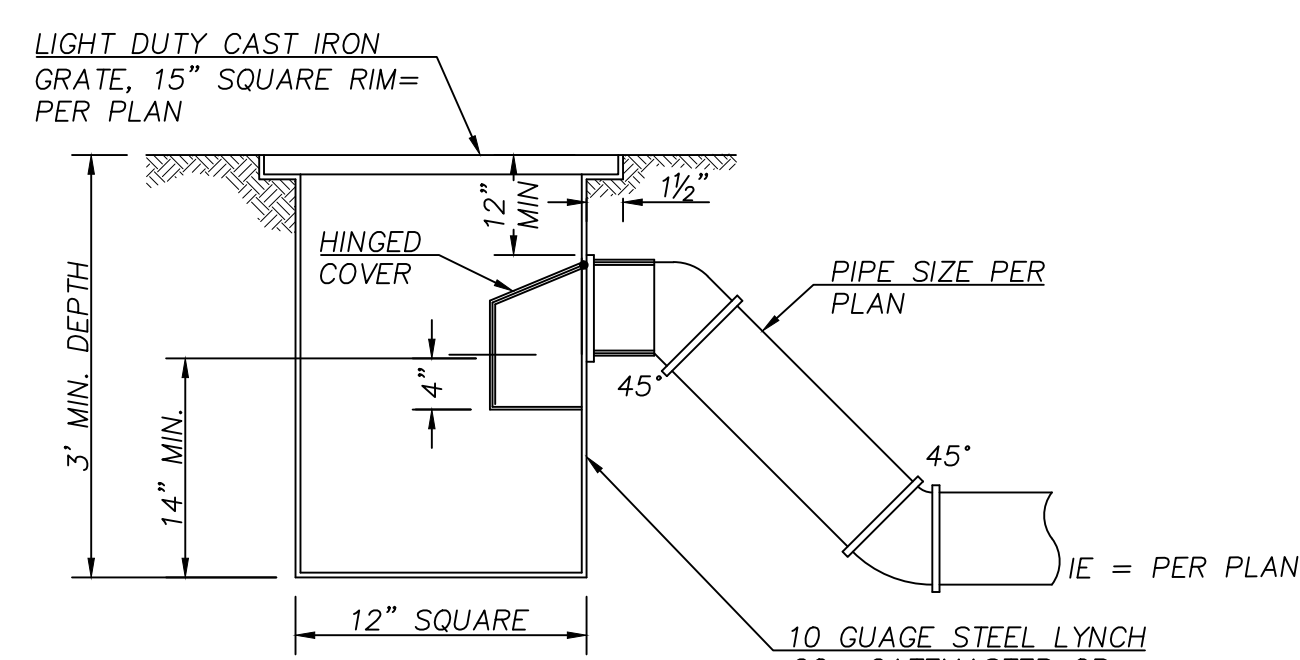 LIGHT DUTY CAST IRON
GRATE, 15" SQUARE RIM=
PER PLAN
12"
MIN
1½"
HINGED
COVER
PIPE SIZE PER
PLAN
3' MIN. DEPTH
14" MIN.
4"
45°
45°
IE = PER PLAN
12" SQUARE
10 GUAGE STEEL LYNCH